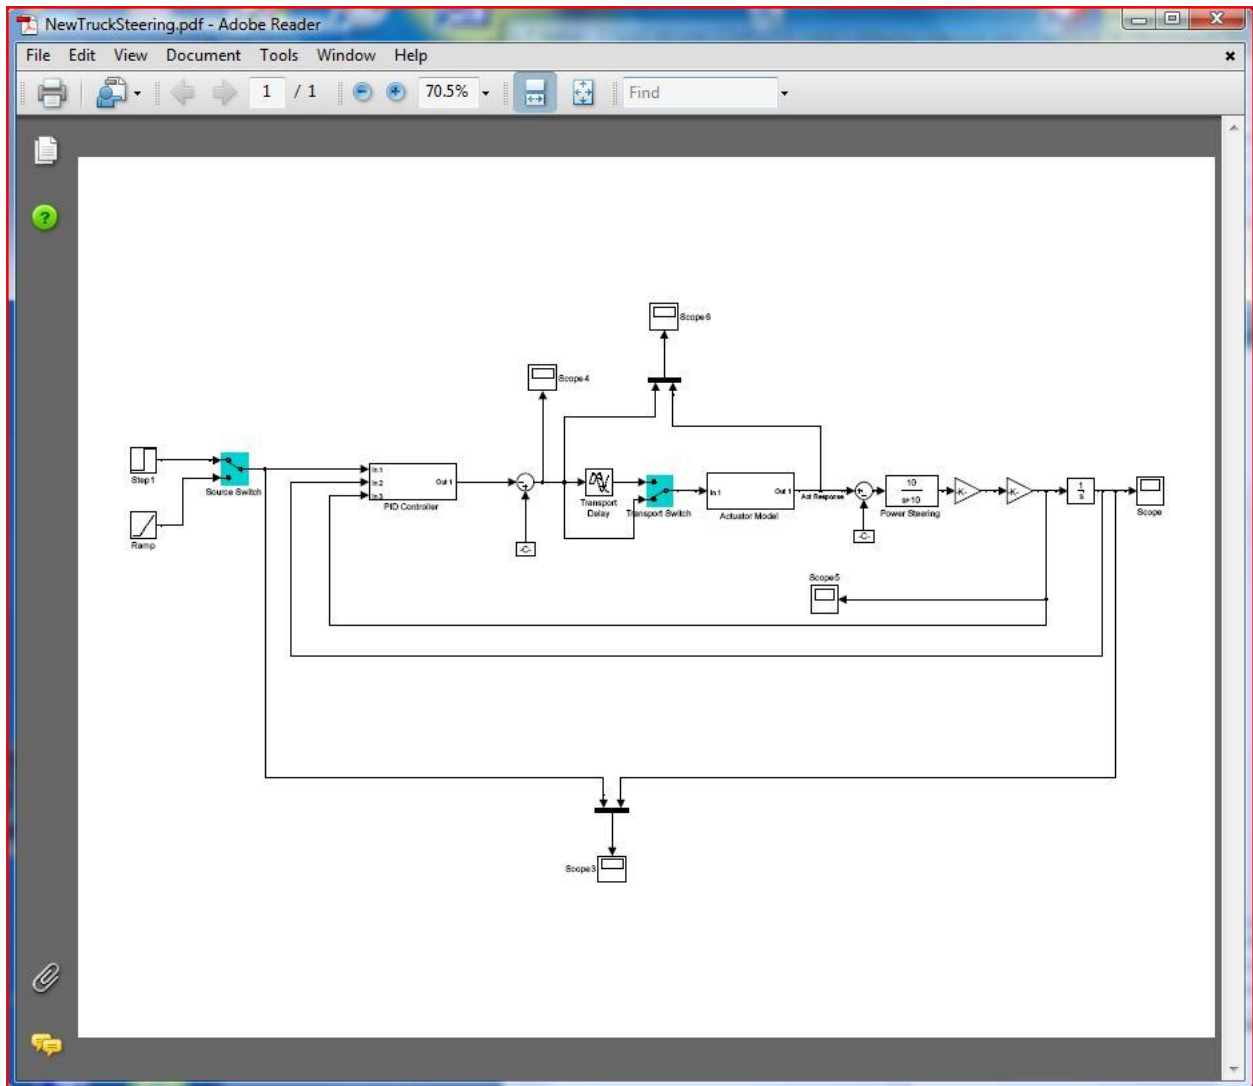 NewTruckSteering.pdf - Adobe Reader
File Edit View Document Tools Window Help
1 / 1 70.5% Find
?
Scope6
Scope4
Step1
Source Switch
Ramp
In1
In2
In3
Out1
PID Controller
-C-
Transport
Delay
Transport Switch
In1
Out1
Actuator Model
Act Response
-C-
10
s+10
Power Steering
-K-
-K-
1
s
Scope
Scope5
Scope3